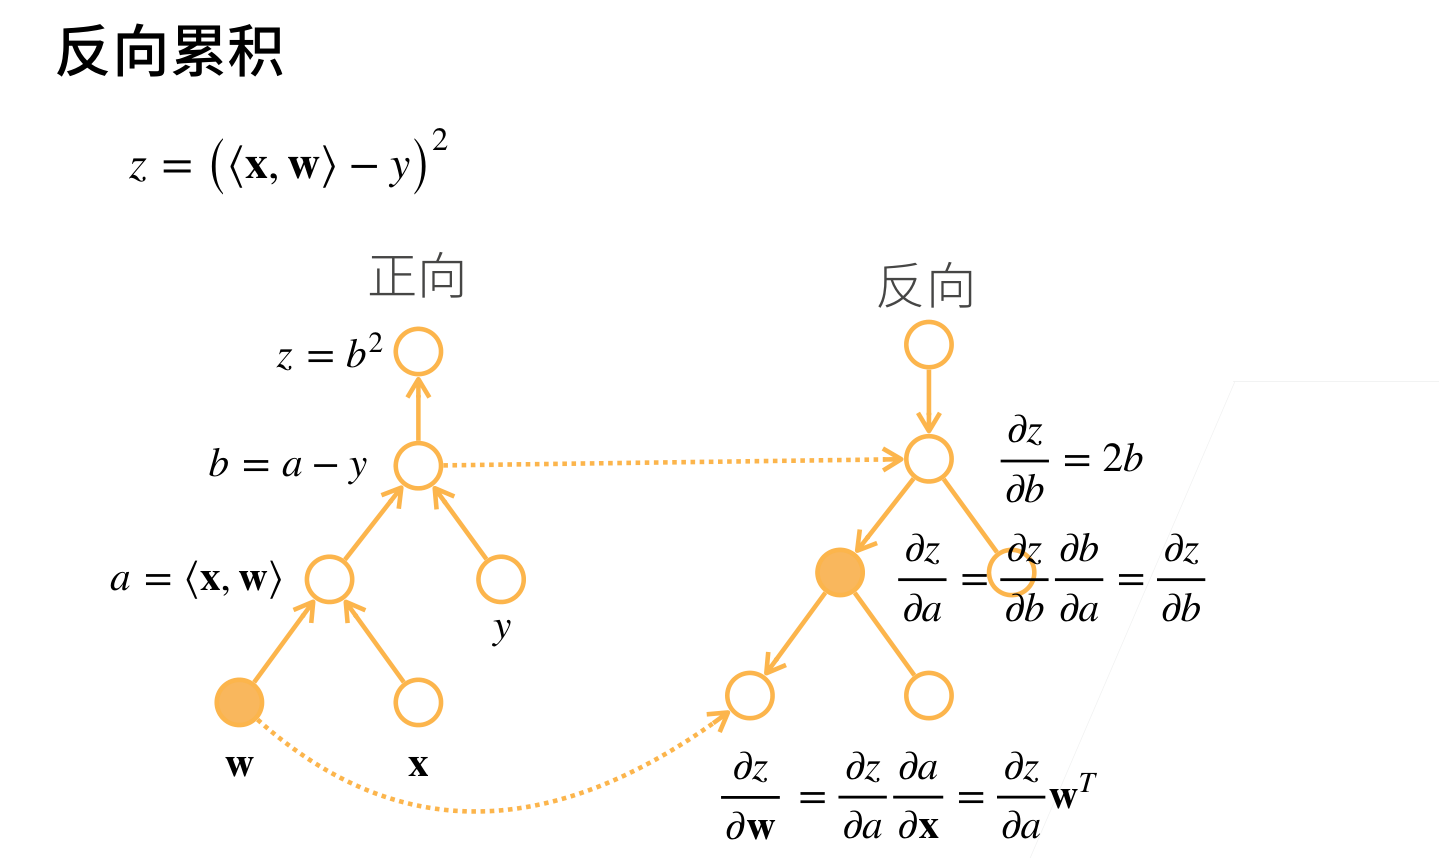 反向累积
z = (⟨x, w⟩ − y)²
正向
反向
z = b²
∂z/∂b = 2b
b = a − y
∂z/∂a = ∂z/∂b ∂b/∂a = ∂z/∂b
a = ⟨x, w⟩
y
w
x
∂z/∂w = ∂z/∂a ∂a/∂x = ∂z/∂a wᵀ